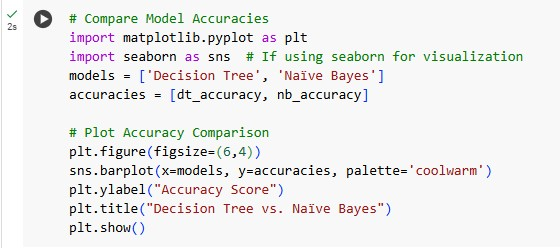 2s
# Compare Model Accuracies
import matplotlib.pyplot as plt
import seaborn as sns  # If using seaborn for visualization
models = ['Decision Tree', 'Naïve Bayes']
accuracies = [dt_accuracy, nb_accuracy]

# Plot Accuracy Comparison
plt.figure(figsize=(6,4))
sns.barplot(x=models, y=accuracies, palette='coolwarm')
plt.ylabel("Accuracy Score")
plt.title("Decision Tree vs. Naïve Bayes")
plt.show()